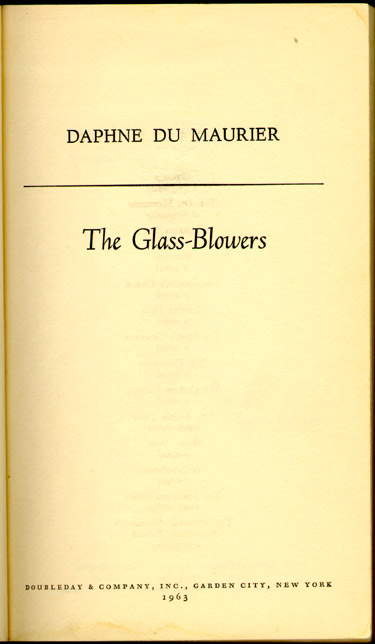 DAPHNE DU MAURIER
The Glass-Blowers
DOUBLEDAY & COMPANY, INC., GARDEN CITY, NEW YORK
1963